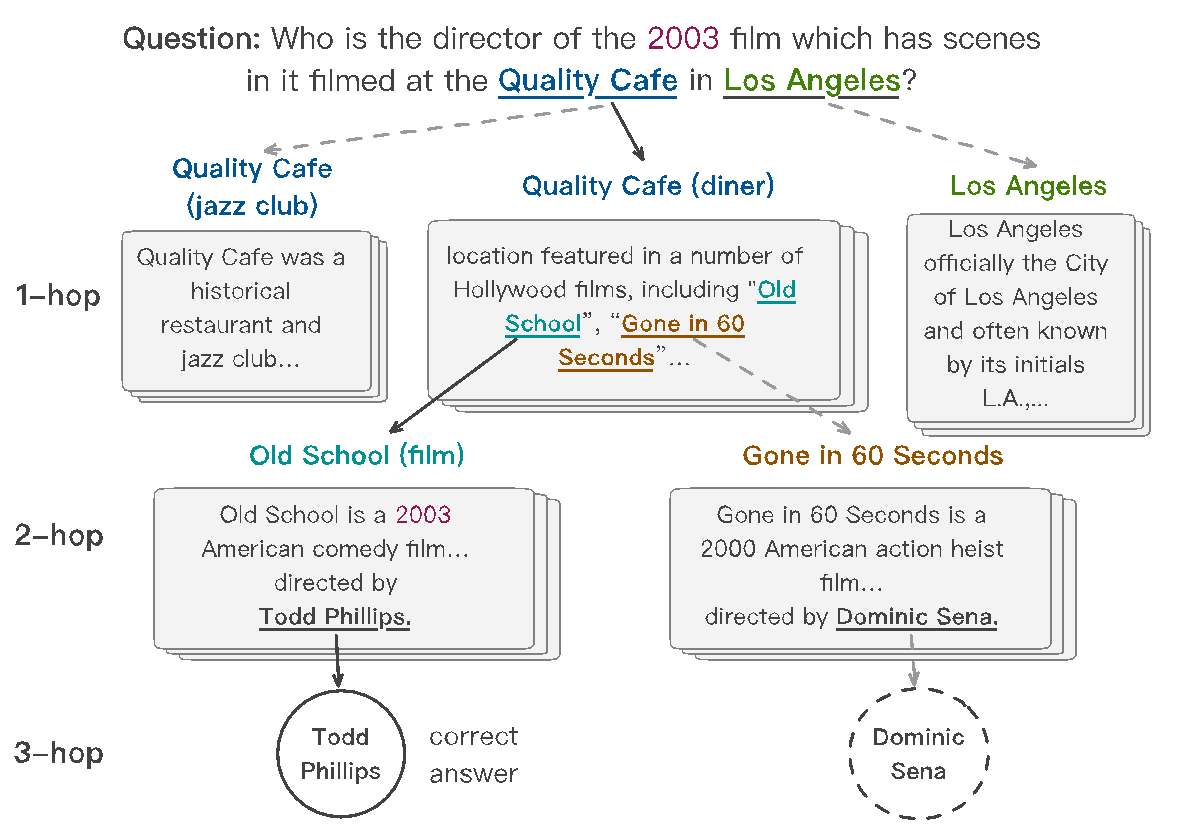 Question: Who is the director of the 2003 film which has scenes
in it filmed at the Quality Cafe in Los Angeles?
Quality Cafe
(jazz club)
Quality Cafe (diner)
Los Angeles
1-hop
Quality Cafe was a
historical
restaurant and
jazz club...
location featured in a number of
Hollywood films, including "Old
School”, “Gone in 60
Seconds”...
Los Angeles
officially the City
of Los Angeles
and often known
by its initials
L.A.,...
Old School (film)
Gone in 60 Seconds
2-hop
Old School is a 2003
American comedy film...
directed by
Todd Phillips.
Gone in 60 Seconds is a
2000 American action heist
film...
directed by Dominic Sena.
3-hop
Todd
Phillips
correct
answer
Dominic
Sena